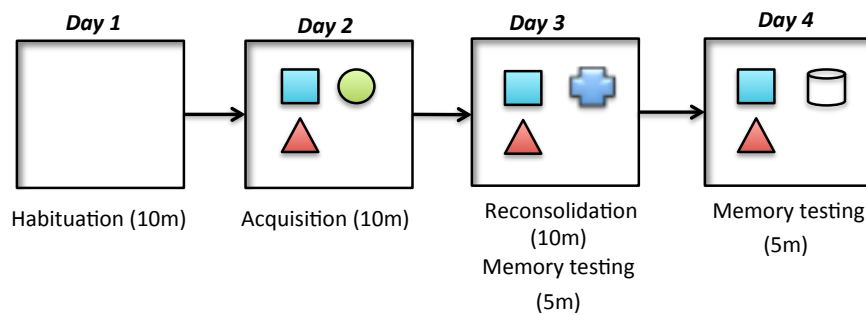 Day 1
Day 2
Day 3
Day 4
Habituation (10m)
Acquisition (10m)
Reconsolidation
(10m)
Memory testing
(5m)
Memory testing
(5m)